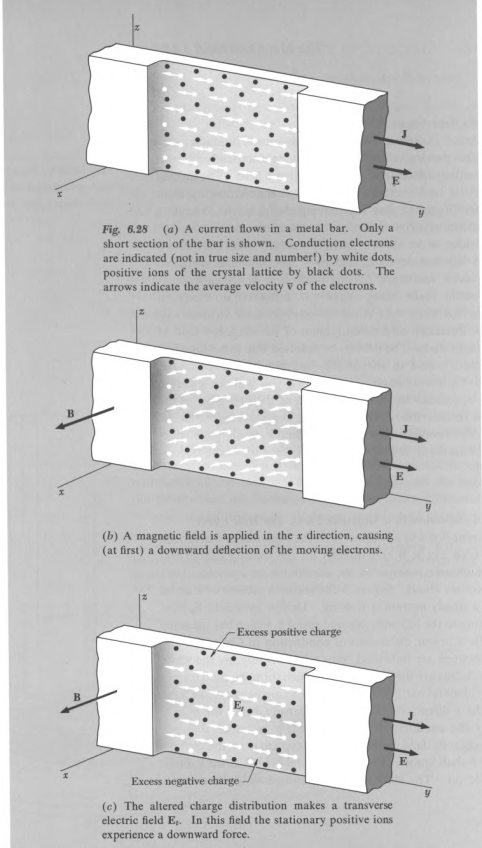 z
J
E
x
y
Fig. 6.28 (a) A current flows in a metal bar. Only a
short section of the bar is shown. Conduction electrons
are indicated (not in true size and number!) by white dots,
positive ions of the crystal lattice by black dots. The
arrows indicate the average velocity v̄ of the electrons.
z
B
J
E
x
y
(b) A magnetic field is applied in the x direction, causing
(at first) a downward deflection of the moving electrons.
z
Excess positive charge
B
Eₜ
J
E
x
y
Excess negative charge
(c) The altered charge distribution makes a transverse
electric field Eₜ. In this field the stationary positive ions
experience a downward force.